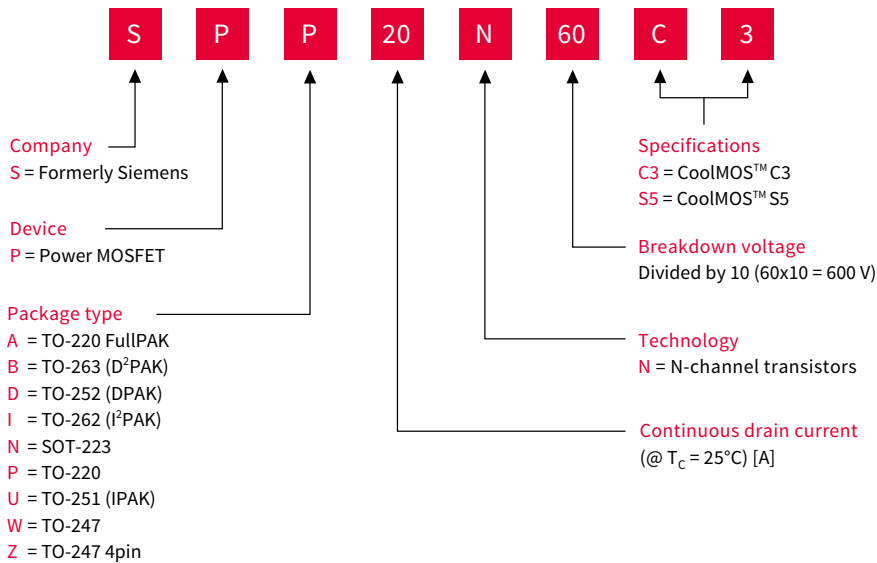 S P P 20 N 60 C 3
Company
S = Formerly Siemens
Device
P = Power MOSFET
Package type
A = TO-220 FullPAK
B = TO-263 (D²PAK)
D = TO-252 (DPAK)
I = TO-262 (I²PAK)
N = SOT-223
P = TO-220
U = TO-251 (IPAK)
W = TO-247
Z = TO-247 4pin
Specifications
C3 = CoolMOS™ C3
S5 = CoolMOS™ S5
Breakdown voltage
Divided by 10 (60x10 = 600 V)
Technology
N = N-channel transistors
Continuous drain current
(@ T_C = 25°C) [A]